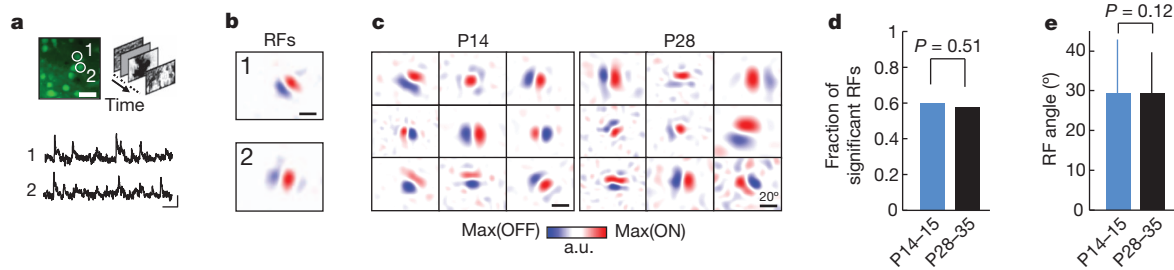 a
1
2
Time
1
2
b
RFs
1
2
c
P14
P28
20º
Max(OFF)
Max(ON)
a.u.
d
P = 0.51
Fraction of
significant RFs
1
0.8
0.6
0.4
0.2
0
P14–15
P28–35
e
P = 0.12
RF angle (º)
40
30
20
10
0
P14–15
P28–35